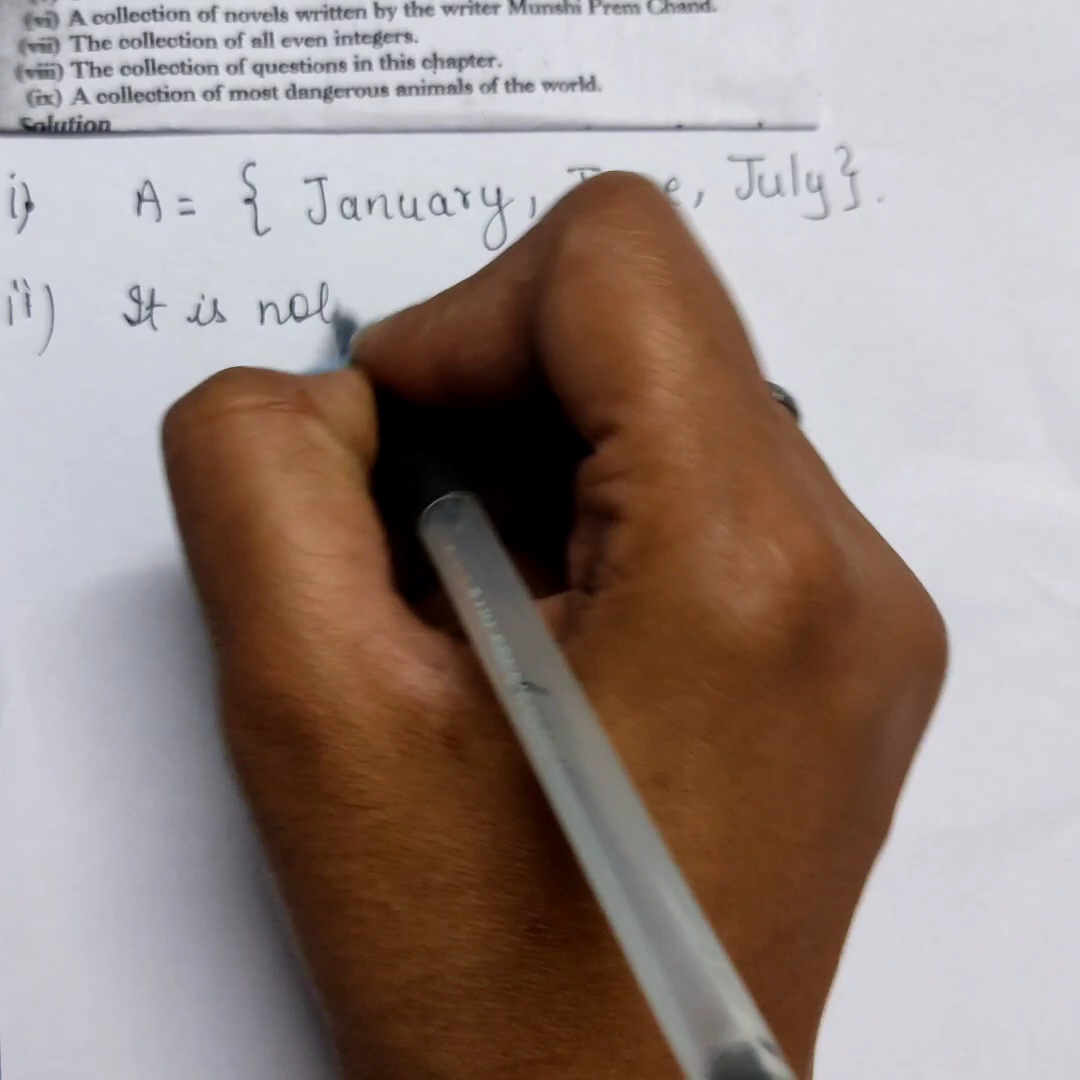 (vi) A collection of novels written by the writer Munshi Prem Chand.
(vii) The collection of all even integers.
(viii) The collection of questions in this chapter.
(ix) A collection of most dangerous animals of the world.
Solution
i) A = { January, July }.
ii) It is not